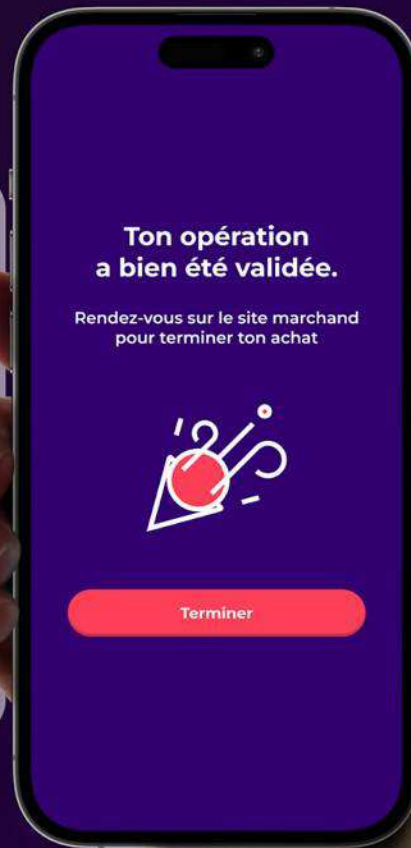 Ton opération
a bien été validée.
Rendez-vous sur le site marchand
pour terminer ton achat
Terminer